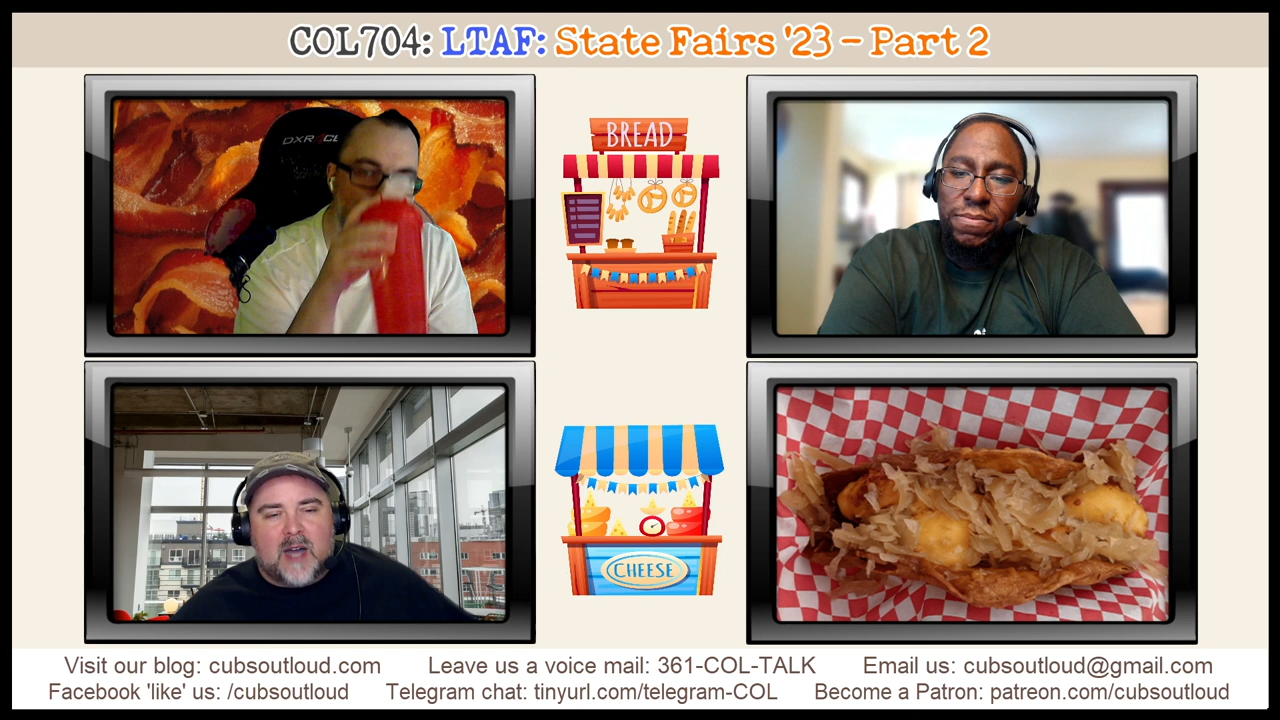 COL704: LTAF: State Fairs '23 - Part 2
DXRACE
BREAD
CHEESE
Visit our blog: cubsoutloud.com Leave us a voice mail: 361-COL-TALK Email us: cubsoutloud@gmail.com
Facebook 'like' us: /cubsoutloud Telegram chat: tinyurl.com/telegram-COL Become a Patron: patreon.com/cubsoutloud